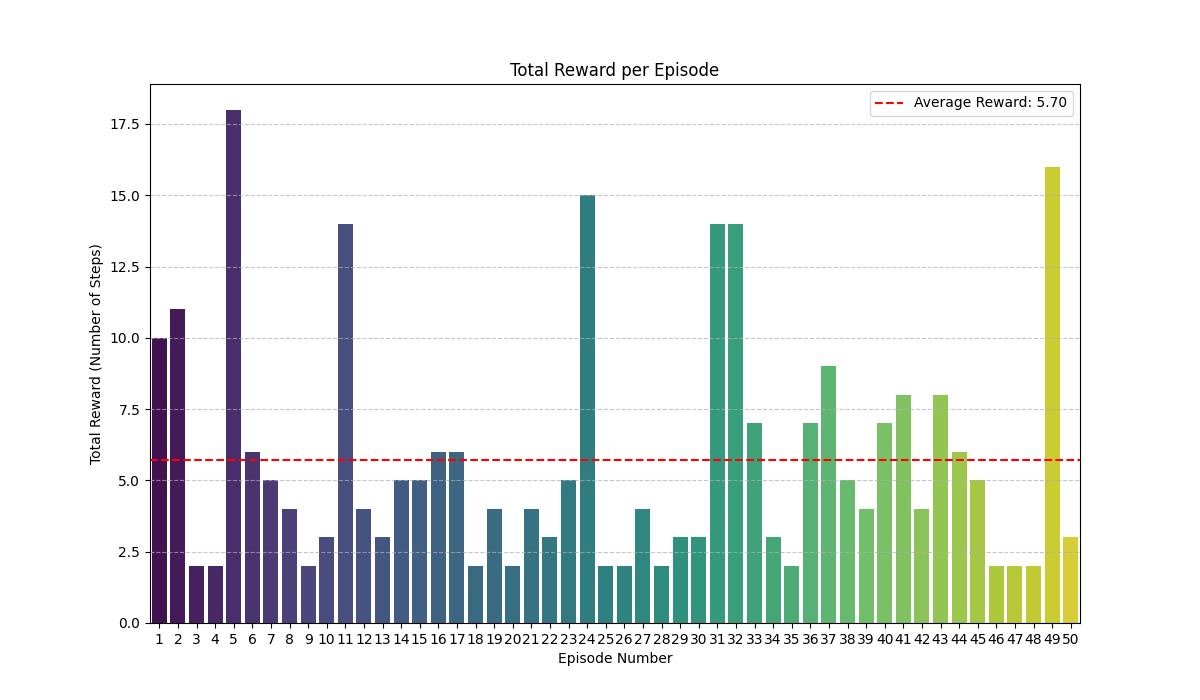 Total Reward per Episode
Average Reward: 5.70
Total Reward (Number of Steps)
17.5
15.0
12.5
10.0
7.5
5.0
2.5
0.0
1 2 3 4 5 6 7 8 9 10 11 12 13 14 15 16 17 18 19 20 21 22 23 24 25 26 27 28 29 30 31 32 33 34 35 36 37 38 39 40 41 42 43 44 45 46 47 48 49 50
Episode Number